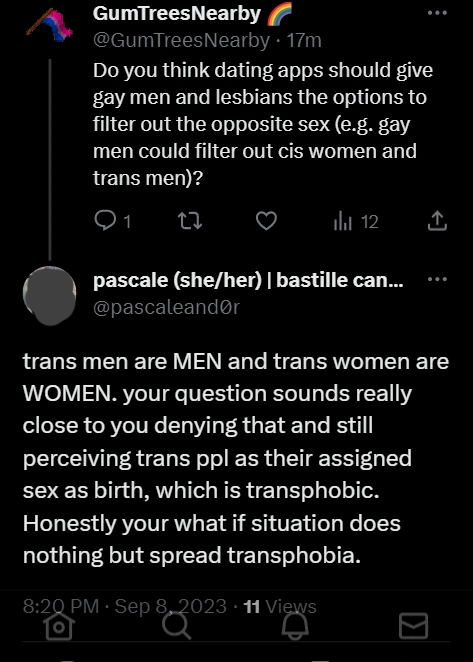 GumTreesNearby 🌈
@GumTreesNearby · 17m
Do you think dating apps should give
gay men and lesbians the options to
filter out the opposite sex (e.g. gay
men could filter out cis women and
trans men)?
1 12
pascale (she/her) | bastille can...
@pascaleand0r
trans men are MEN and trans women are
WOMEN. your question sounds really
close to you denying that and still
perceiving trans ppl as their assigned
sex as birth, which is transphobic.
Honestly your what if situation does
nothing but spread transphobia.
8:20 PM · Sep 8, 2023 · 11 Views